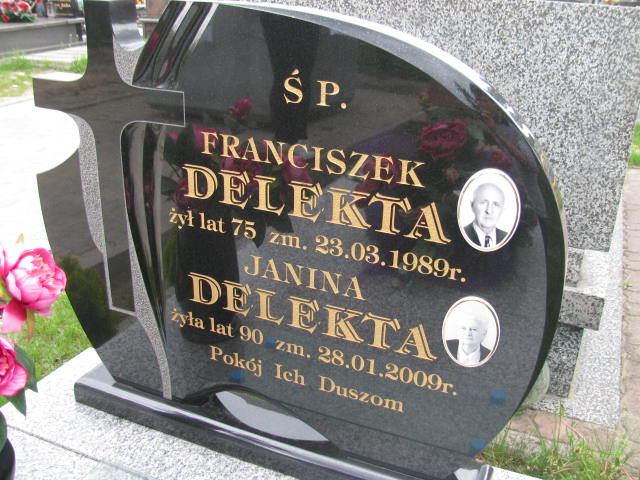 Ś P.
FRANCISZEK
DELEKTA
żył lat 75 zm. 23.03.1989r.
JANINA
DELEKTA
żyła lat 90 zm. 28.01.2009r.
Pokój Ich Duszom